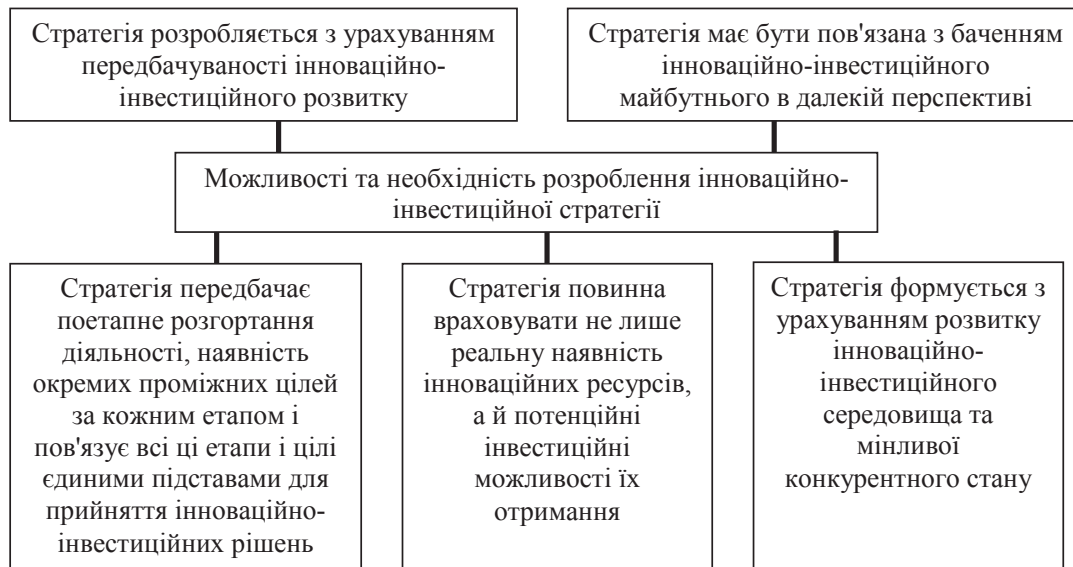 Стратегія розробляється з урахуванням
передбачуваності інноваційно-
інвестиційного розвитку
Стратегія має бути пов'язана з баченням
інноваційно-інвестиційного
майбутнього в далекій перспективі
Можливості та необхідність розроблення інноваційно-
інвестиційної стратегії
Стратегія передбачає
поетапне розгортання
діяльності, наявність
окремих проміжних цілей
за кожним етапом і
пов'язує всі ці етапи і цілі
єдиними підставами для
прийняття інноваційно-
інвестиційних рішень
Стратегія повинна
враховувати не лише
реальну наявність
інноваційних ресурсів,
а й потенційні
інвестиційні
можливості їх
отримання
Стратегія формується з
урахуванням розвитку
інноваційно-
інвестиційного
середовища та
мінливої
конкурентного стану